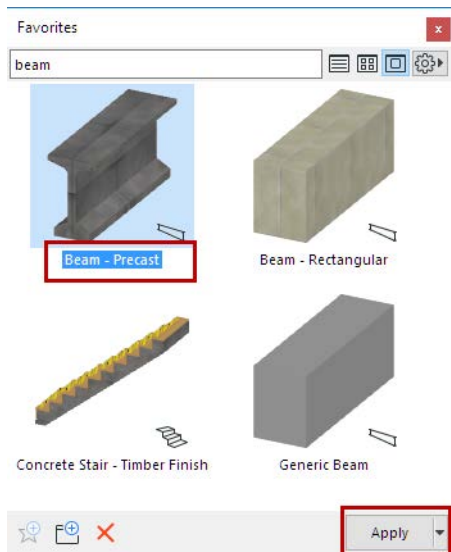 Favorites
x
beam
Beam - Precast
Beam - Rectangular
Concrete Stair - Timber Finish
Generic Beam
Apply